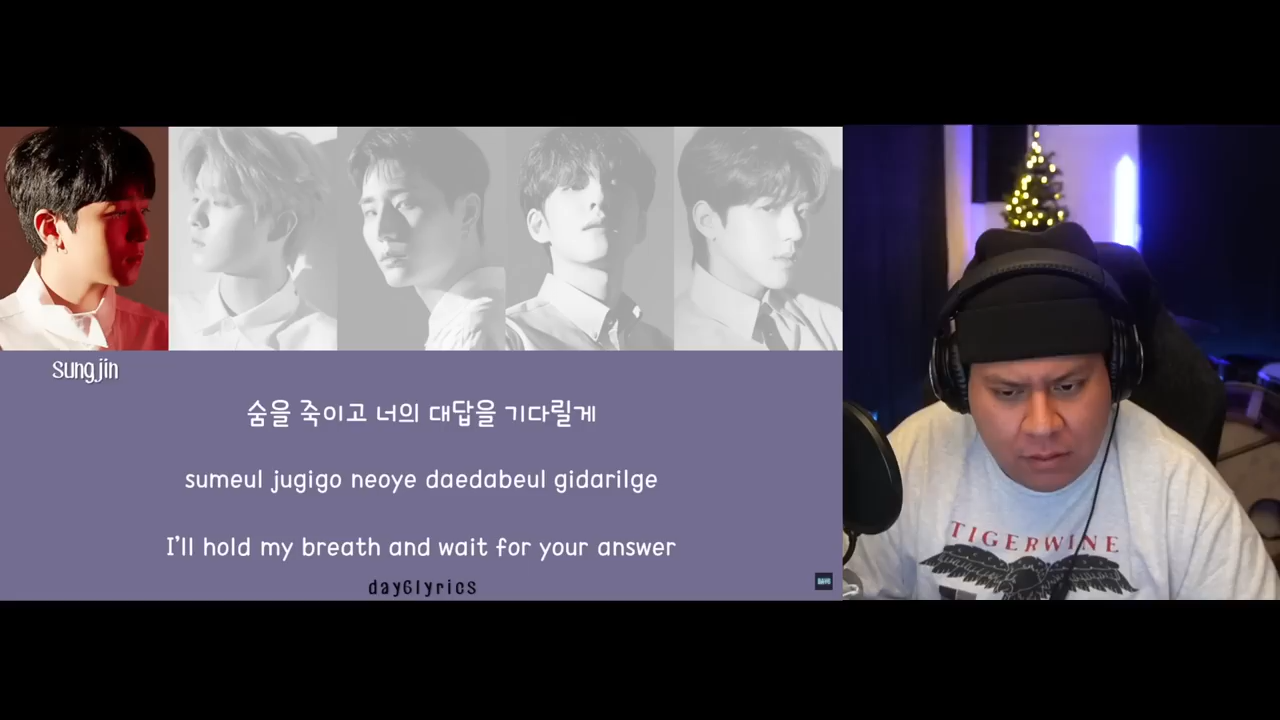 sungjin
숨을 죽이고 너의 대답을 기다릴게
sumeul jugigo neoye daedabeul gidarilge
I'll hold my breath and wait for your answer
day6lyrics
DAY6
TIGERWINE